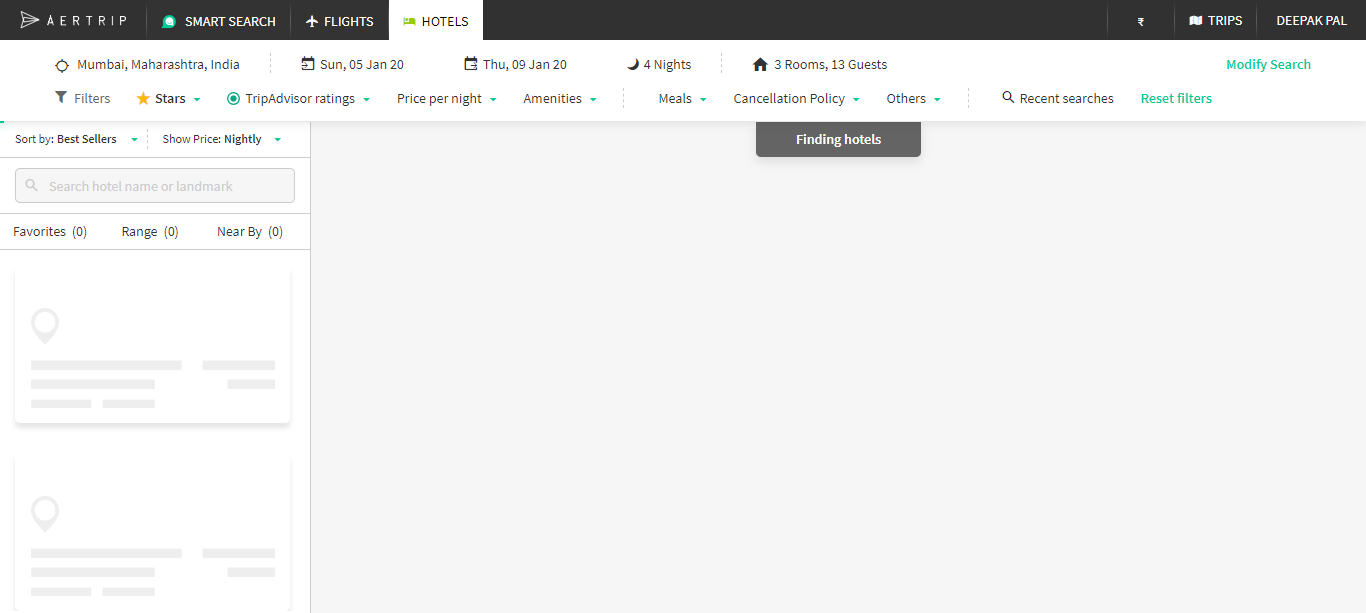 AERTRIP SMART SEARCH FLIGHTS HOTELS ₹ TRIPS DEEPAK PAL
Mumbai, Maharashtra, India Sun, 05 Jan 20 Thu, 09 Jan 20 4 Nights 3 Rooms, 13 Guests Modify Search
Filters Stars TripAdvisor ratings Price per night Amenities Meals Cancellation Policy Others Recent searches Reset filters
Sort by: Best Sellers Show Price: Nightly
Finding hotels
Search hotel name or landmark
Favorites (0) Range (0) Near By (0)